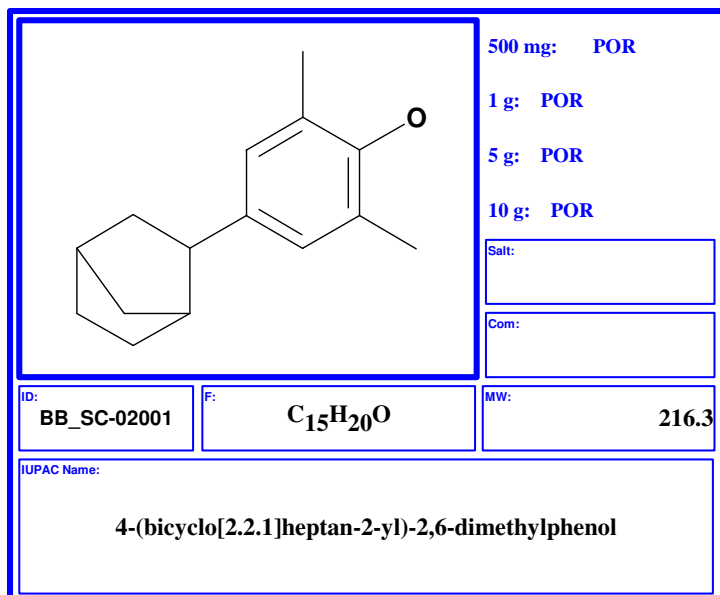 O
500 mg: POR
1 g: POR
5 g: POR
10 g: POR
Salt:
Com:
ID:
BB_SC-02001
F:
C15H20O
MW:
216.3
IUPAC Name:
4-(bicyclo[2.2.1]heptan-2-yl)-2,6-dimethylphenol